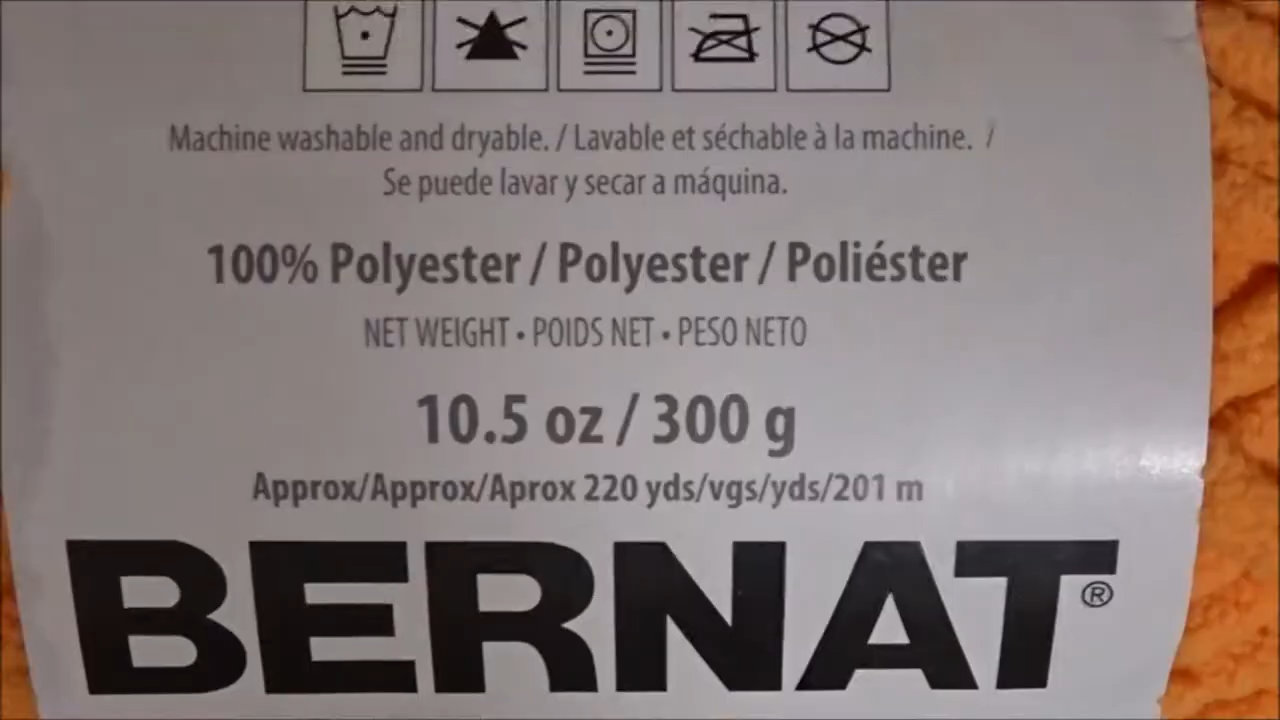 Machine washable and dryable. / Lavable et séchable à la machine. /
Se puede lavar y secar a máquina.
100% Polyester / Polyester / Poliéster
NET WEIGHT • POIDS NET • PESO NETO
10.5 oz / 300 g
Approx/Approx/Aprox 220 yds/vgs/yds/201 m
BERNAT®